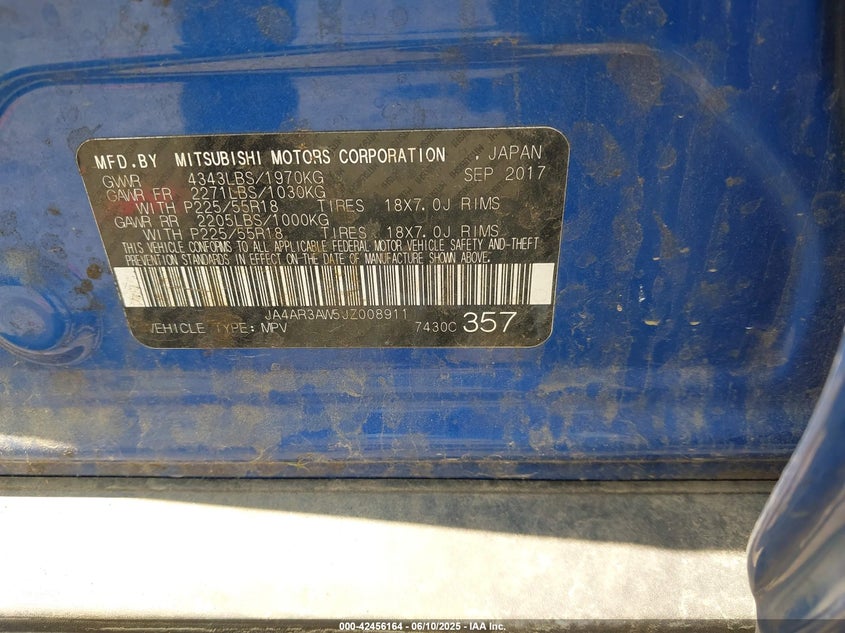 MFD.BY MITSUBISHI MOTORS CORPORATION , JAPAN
GVWR 4343LBS/1970KG SEP 2017
GAWR FR 2271LBS/1030KG
WITH P225/55R18 TIRES 18X7.0J RIMS
GAWR RR 2205LBS/1000KG
WITH P225/55R18 TIRES 18X7.0J RIMS
THIS VEHICLE CONFORMS TO ALL APPLICABLE FEDERAL MOTOR VEHICLE SAFETY AND THEFT
PREVENTION STANDARDS IN EFFECT ON THE DATE OF MANUFACTURE SHOWN ABOVE.
JA4AR3AW5JZ008911
VEHICLE TYPE: MPV 7430C 357
000-42456164 - 06/10/2025 - IAA Inc.